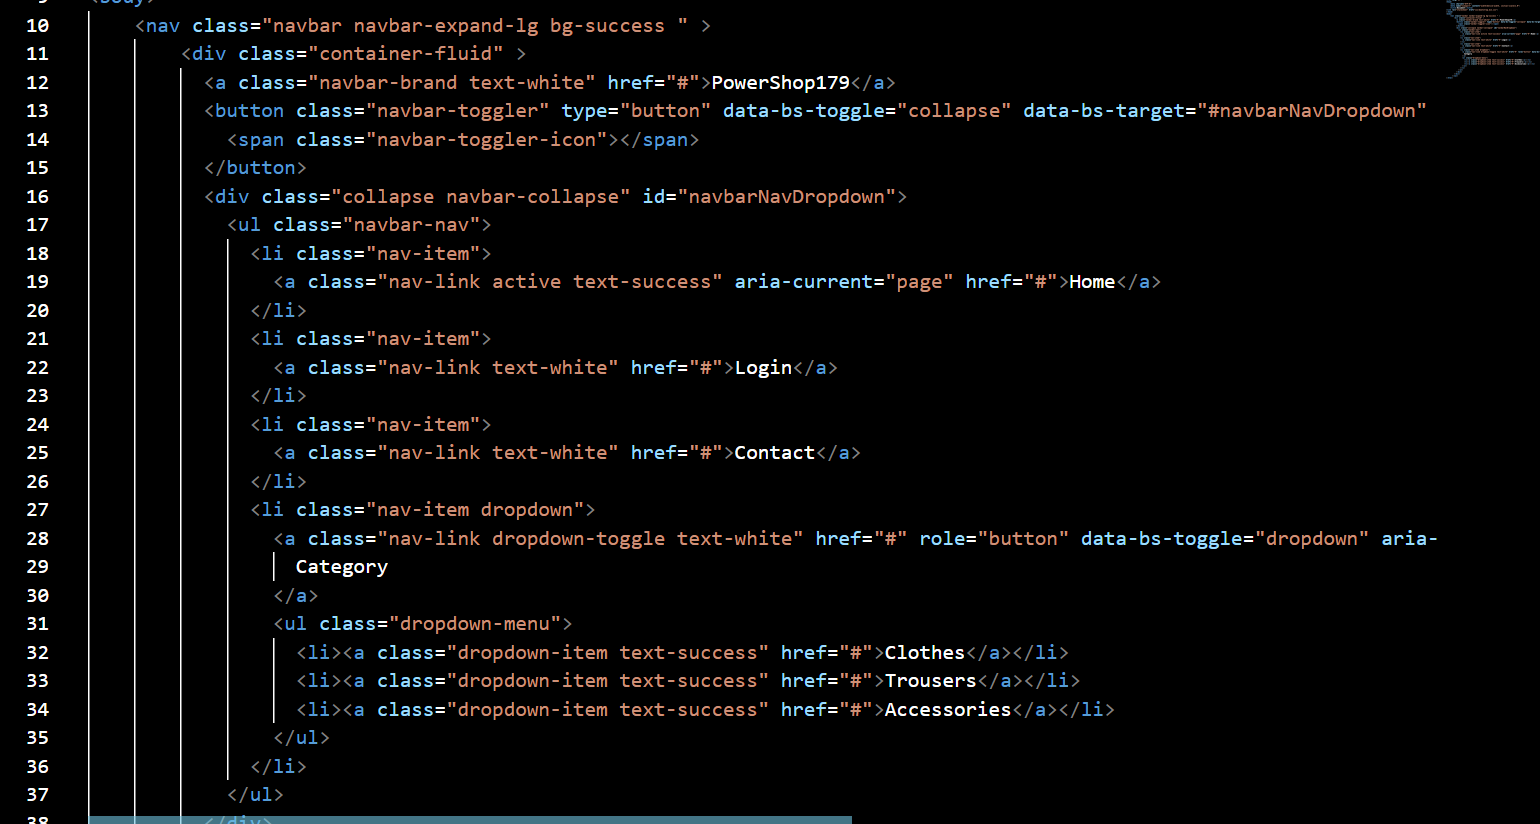 10 <nav class="navbar navbar-expand-lg bg-success " >
11 <div class="container-fluid" >
12 <a class="navbar-brand text-white" href="#">PowerShop179</a>
13 <button class="navbar-toggler" type="button" data-bs-toggle="collapse" data-bs-target="#navbarNavDropdown"
14 <span class="navbar-toggler-icon"></span>
15 </button>
16 <div class="collapse navbar-collapse" id="navbarNavDropdown">
17 <ul class="navbar-nav">
18 <li class="nav-item">
19 <a class="nav-link active text-success" aria-current="page" href="#">Home</a>
20 </li>
21 <li class="nav-item">
22 <a class="nav-link text-white" href="#">Login</a>
23 </li>
24 <li class="nav-item">
25 <a class="nav-link text-white" href="#">Contact</a>
26 </li>
27 <li class="nav-item dropdown">
28 <a class="nav-link dropdown-toggle text-white" href="#" role="button" data-bs-toggle="dropdown" aria-
29 Category
30 </a>
31 <ul class="dropdown-menu">
32 <li><a class="dropdown-item text-success" href="#">Clothes</a></li>
33 <li><a class="dropdown-item text-success" href="#">Trousers</a></li>
34 <li><a class="dropdown-item text-success" href="#">Accessories</a></li>
35 </ul>
36 </li>
37 </ul>
38 </div>